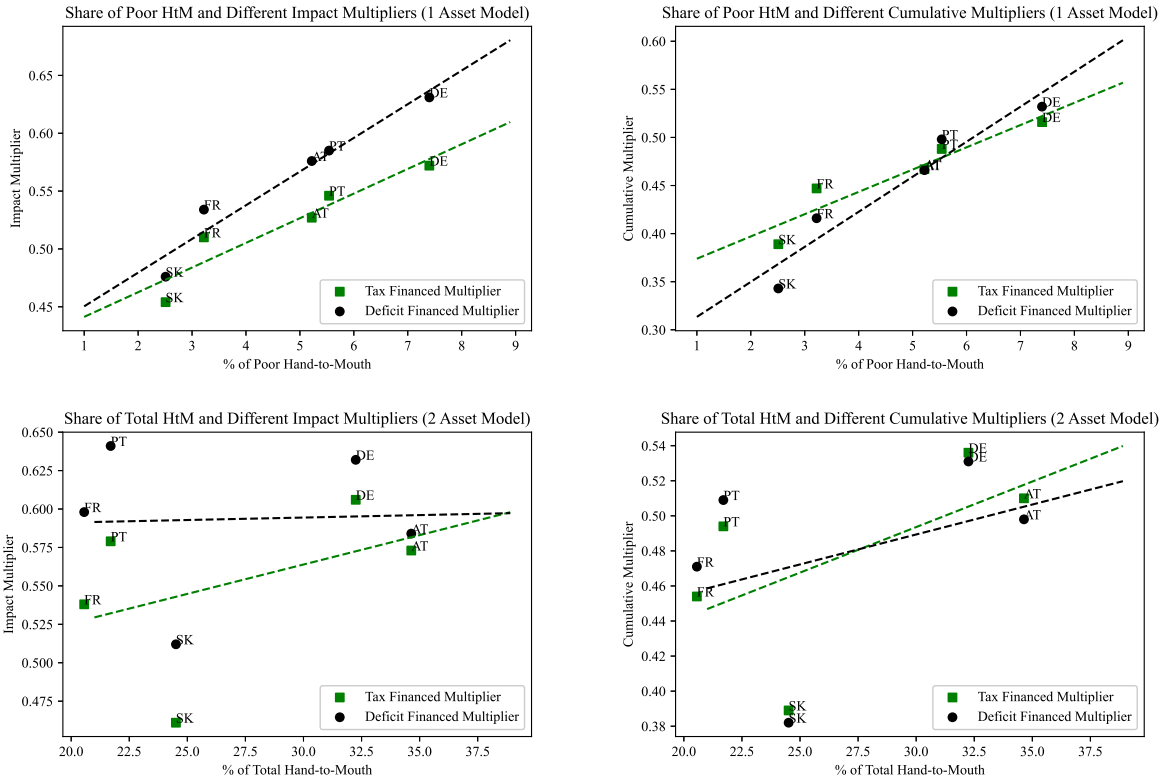 Share of Poor HtM and Different Impact Multipliers (1 Asset Model)
Impact Multiplier
0.65
0.60
0.55
0.50
0.45
DE
PT
AT
DE
PT
AT
FR
FR
SK
SK
Tax Financed Multiplier
Deficit Financed Multiplier
1 2 3 4 5 6 7 8 9
% of Poor Hand-to-Mouth
Share of Poor HtM and Different Cumulative Multipliers (1 Asset Model)
Cumulative Multiplier
0.60
0.55
0.50
0.45
0.40
0.35
0.30
DE
DE
PT
PT
AT
AT
FR
FR
SK
SK
Tax Financed Multiplier
Deficit Financed Multiplier
1 2 3 4 5 6 7 8 9
% of Poor Hand-to-Mouth
Share of Total HtM and Different Impact Multipliers (2 Asset Model)
Impact Multiplier
0.650
0.625
0.600
0.575
0.550
0.525
0.500
0.475
PT
DE
FR
DE
AT
PT
AT
FR
SK
SK
Tax Financed Multiplier
Deficit Financed Multiplier
20.0 22.5 25.0 27.5 30.0 32.5 35.0 37.5
% of Total Hand-to-Mouth
Share of Total HtM and Different Cumulative Multipliers (2 Asset Model)
Cumulative Multiplier
0.54
0.52
0.50
0.48
0.46
0.44
0.42
0.40
0.38
DE
DE
AT
PT
AT
PT
FR
FR
SK
SK
Tax Financed Multiplier
Deficit Financed Multiplier
20.0 22.5 25.0 27.5 30.0 32.5 35.0 37.5
% of Total Hand-to-Mouth